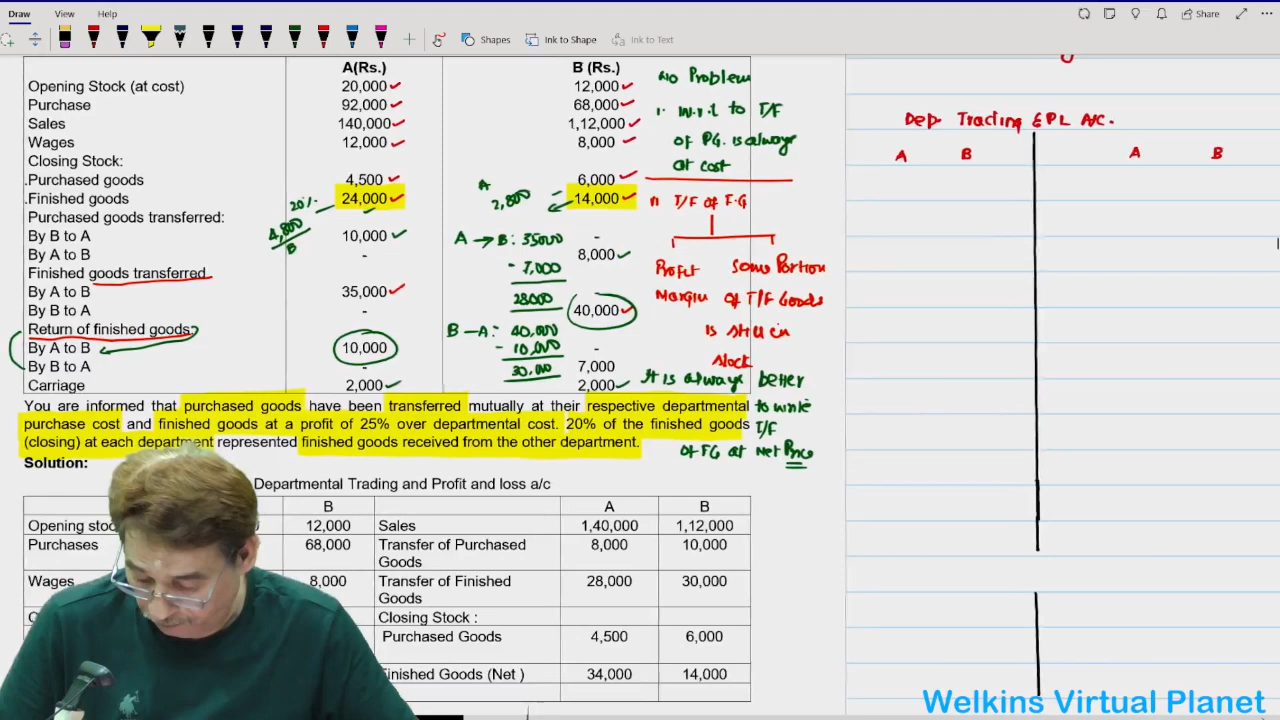 Draw View Help
Shapes Ink to Shape Ink to Text Share
A(Rs.) B (Rs.)
Opening Stock (at cost) 20,000 12,000
Purchase 92,000 68,000
Sales 140,000 1,12,000
Wages 12,000 8,000
Closing Stock:
.Purchased goods 4,500 6,000
.Finished goods 24,000 14,000
Purchased goods transferred:
By B to A 10,000 -
By A to B - 8,000
Finished goods transferred
By A to B 35,000
By B to A - 40,000
Return of finished goods
By A to B 10,000 -
By B to A - 7,000
Carriage 2,000 2,000
20%
4,800
B
A
2,800 -
A → B: 35000
- 7,000
28000
B - A: 40,000
- 10,000
30,000
No Problem
1. w.r.t to T/F
of PG. is always
at cost
11 T/F of F.G
Profit Some Portion
Margin of T/F Goods
is still in
stock
It is always better
to write
T/F
of FG at Net Price
You are informed that purchased goods have been transferred mutually at their respective departmental
purchase cost and finished goods at a profit of 25% over departmental cost. 20% of the finished goods
(closing) at each department represented finished goods received from the other department.
Solution:
Departmental Trading and Profit and loss a/c
B A B
Opening stoc 12,000 Sales 1,40,000 1,12,000
Purchases 68,000 Transfer of Purchased Goods 8,000 10,000
Wages 8,000 Transfer of Finished Goods 28,000 30,000
Closing Stock :
Purchased Goods 4,500 6,000
inished Goods (Net ) 34,000 14,000
Dep. Trading & PL A/C.
A B A B
Welkins Virtual Planet